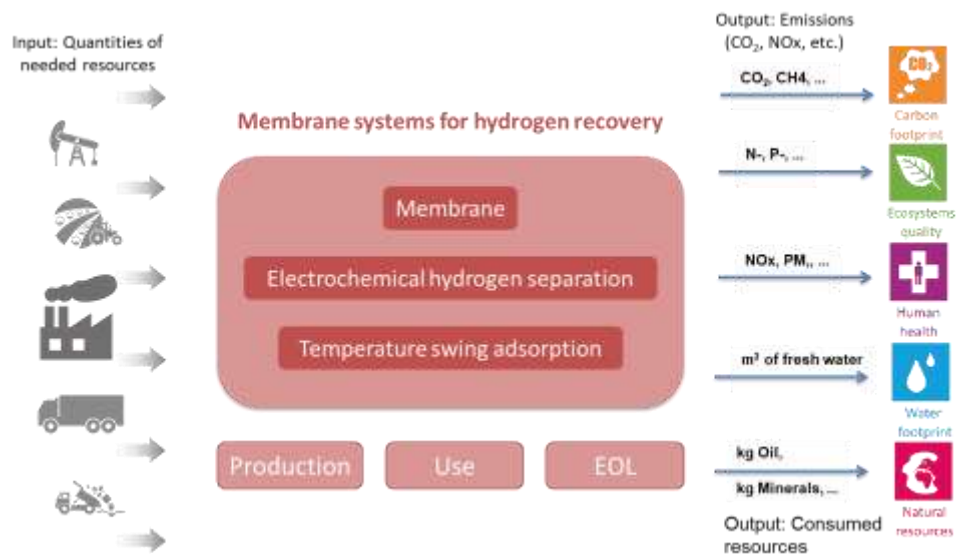 Input: Quantities of
needed resources
Output: Emissions
(CO₂, NOx, etc.)
CO₂, CH4, ...
CO₂
Carbon
footprint
Membrane systems for hydrogen recovery
N-, P-, ...
Membrane
Ecosystems
quality
Electrochemical hydrogen separation
NOx, PM,, ...
Human
health
Temperature swing adsorption
m³ of fresh water
Water
footprint
Production
Use
EOL
kg Oil,
kg Minerals, ...
Natural
resources
Output: Consumed
resources